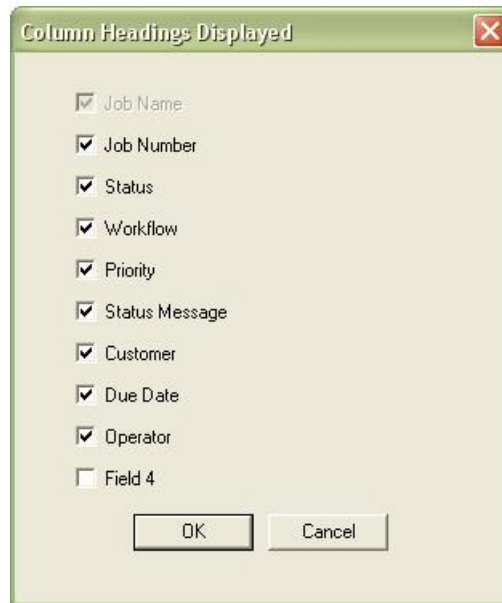 Column Headings Displayed
Job Name
Job Number
Status
Workflow
Priority
Status Message
Customer
Due Date
Operator
Field 4
OK Cancel